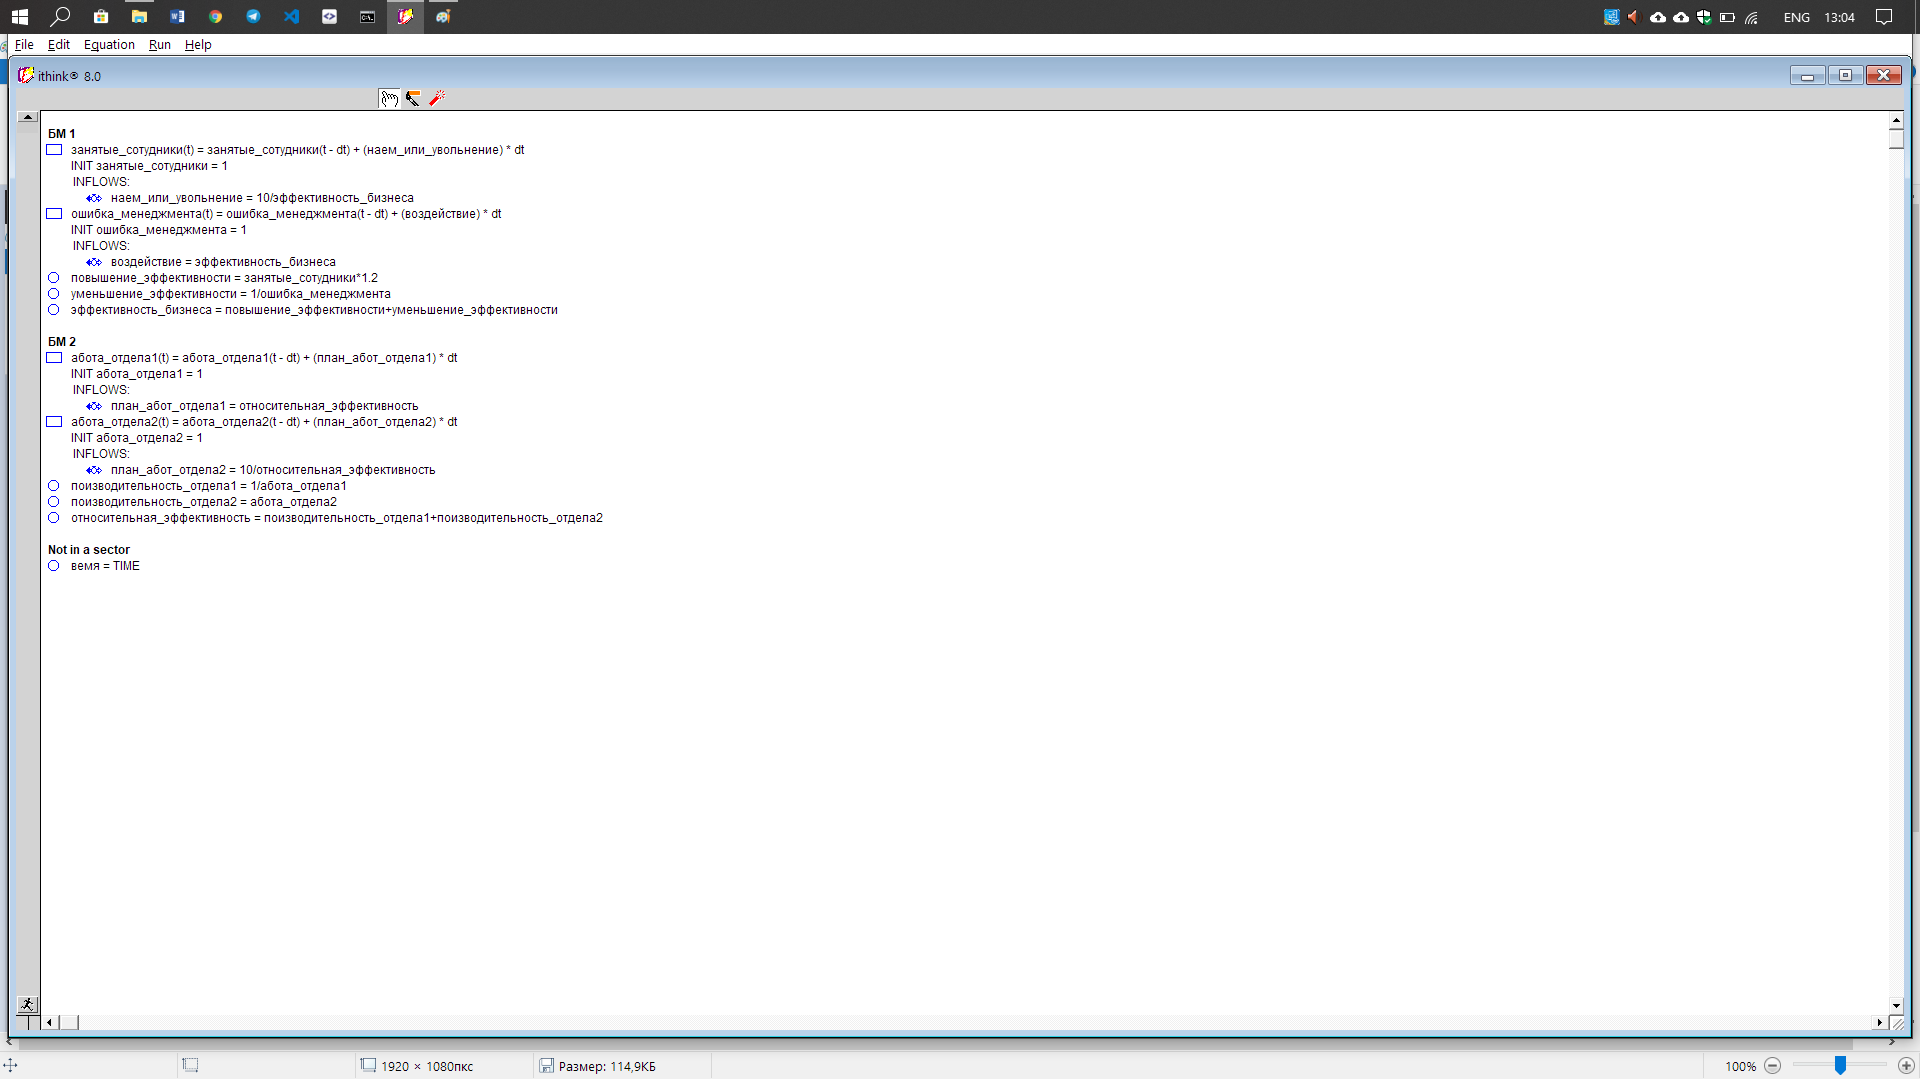 ENG 13:04
File Edit Equation Run Help
ithink® 8.0
БМ 1
занятые_сотудники(t) = занятые_сотудники(t - dt) + (наем_или_увольнение) * dt
INIT занятые_сотудники = 1
INFLOWS:
наем_или_увольнение = 10/эффективность_бизнеса
ошибка_менеджмента(t) = ошибка_менеджмента(t - dt) + (воздействие) * dt
INIT ошибка_менеджмента = 1
INFLOWS:
воздействие = эффективность_бизнеса
повышение_эффективности = занятые_сотудники*1.2
уменьшение_эффективности = 1/ошибка_менеджмента
эффективность_бизнеса = повышение_эффективности+уменьшение_эффективности
БМ 2
абота_отдела1(t) = абота_отдела1(t - dt) + (план_абот_отдела1) * dt
INIT абота_отдела1 = 1
INFLOWS:
план_абот_отдела1 = относительная_эффективность
абота_отдела2(t) = абота_отдела2(t - dt) + (план_абот_отдела2) * dt
INIT абота_отдела2 = 1
INFLOWS:
план_абот_отдела2 = 10/относительная_эффективность
поизводительность_отдела1 = 1/абота_отдела1
поизводительность_отдела2 = абота_отдела2
относительная_эффективность = поизводительность_отдела1+поизводительность_отдела2
Not in a sector
вемя = TIME
1920 × 1080пкс Размер: 114,9КБ 100%